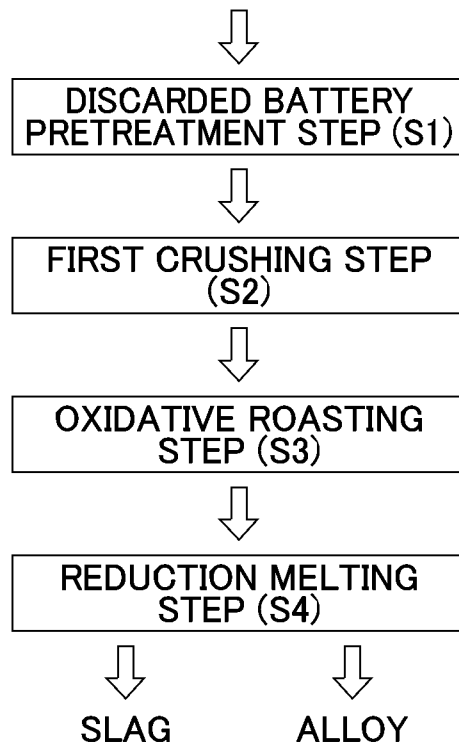 DISCARDED BATTERY
PRETREATMENT STEP (S1)
FIRST CRUSHING STEP
(S2)
OXIDATIVE ROASTING
STEP (S3)
REDUCTION MELTING
STEP (S4)
SLAG ALLOY